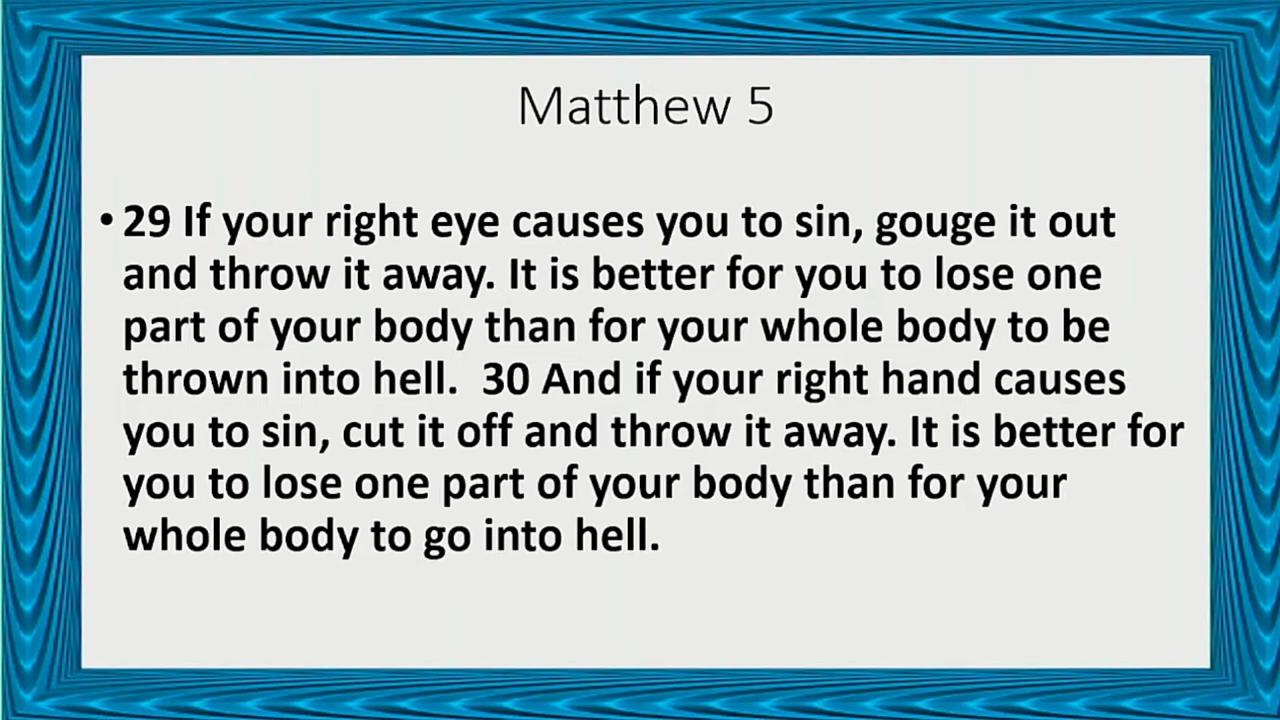 Matthew 5
• 29 If your right eye causes you to sin, gouge it out
and throw it away. It is better for you to lose one
part of your body than for your whole body to be
thrown into hell.  30 And if your right hand causes
you to sin, cut it off and throw it away. It is better for
you to lose one part of your body than for your
whole body to go into hell.